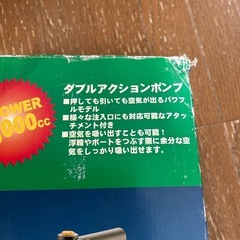 ダブルアクションポンプ
■押しても引いても空気が出るパワフ
ルモデル
■様々な注入口にも対応可能なアタッ
チメント付き
■空気を吸い出すことも可能!
浮輪やボートをつぶす際に余分な空
気をしっかり吸い出せます。
POWER
000cc